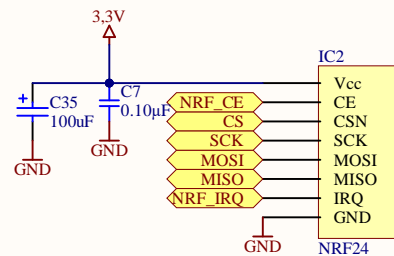 3,3V
IC2
C35
100uF
C7
0.10µF
GND
GND
NRF_CE
CS
SCK
MOSI
MISO
NRF_IRQ
GND
Vcc
CE
CSN
SCK
MOSI
MISO
IRQ
GND
NRF24